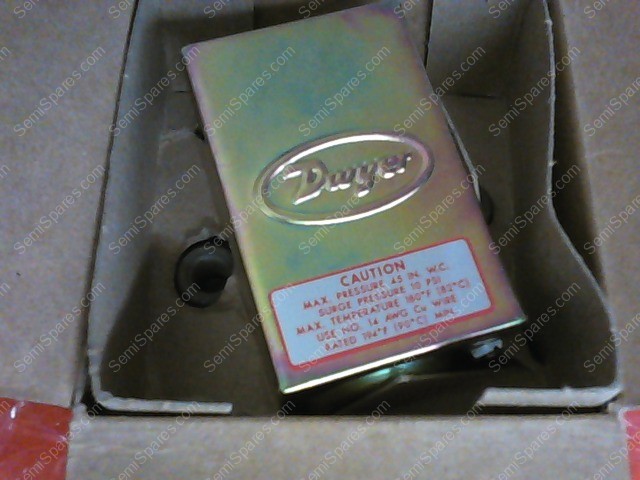 Dwyer
CAUTION
MAX. PRESSURE 45 IN. W.C.
SURGE PRESSURE 10 PSI
MAX. TEMPERATURE 180°F (82°C)
USE NO. 14 AWG Cu WIRE
RATED 194°F (90°C) MIN.
SemiSpares.com